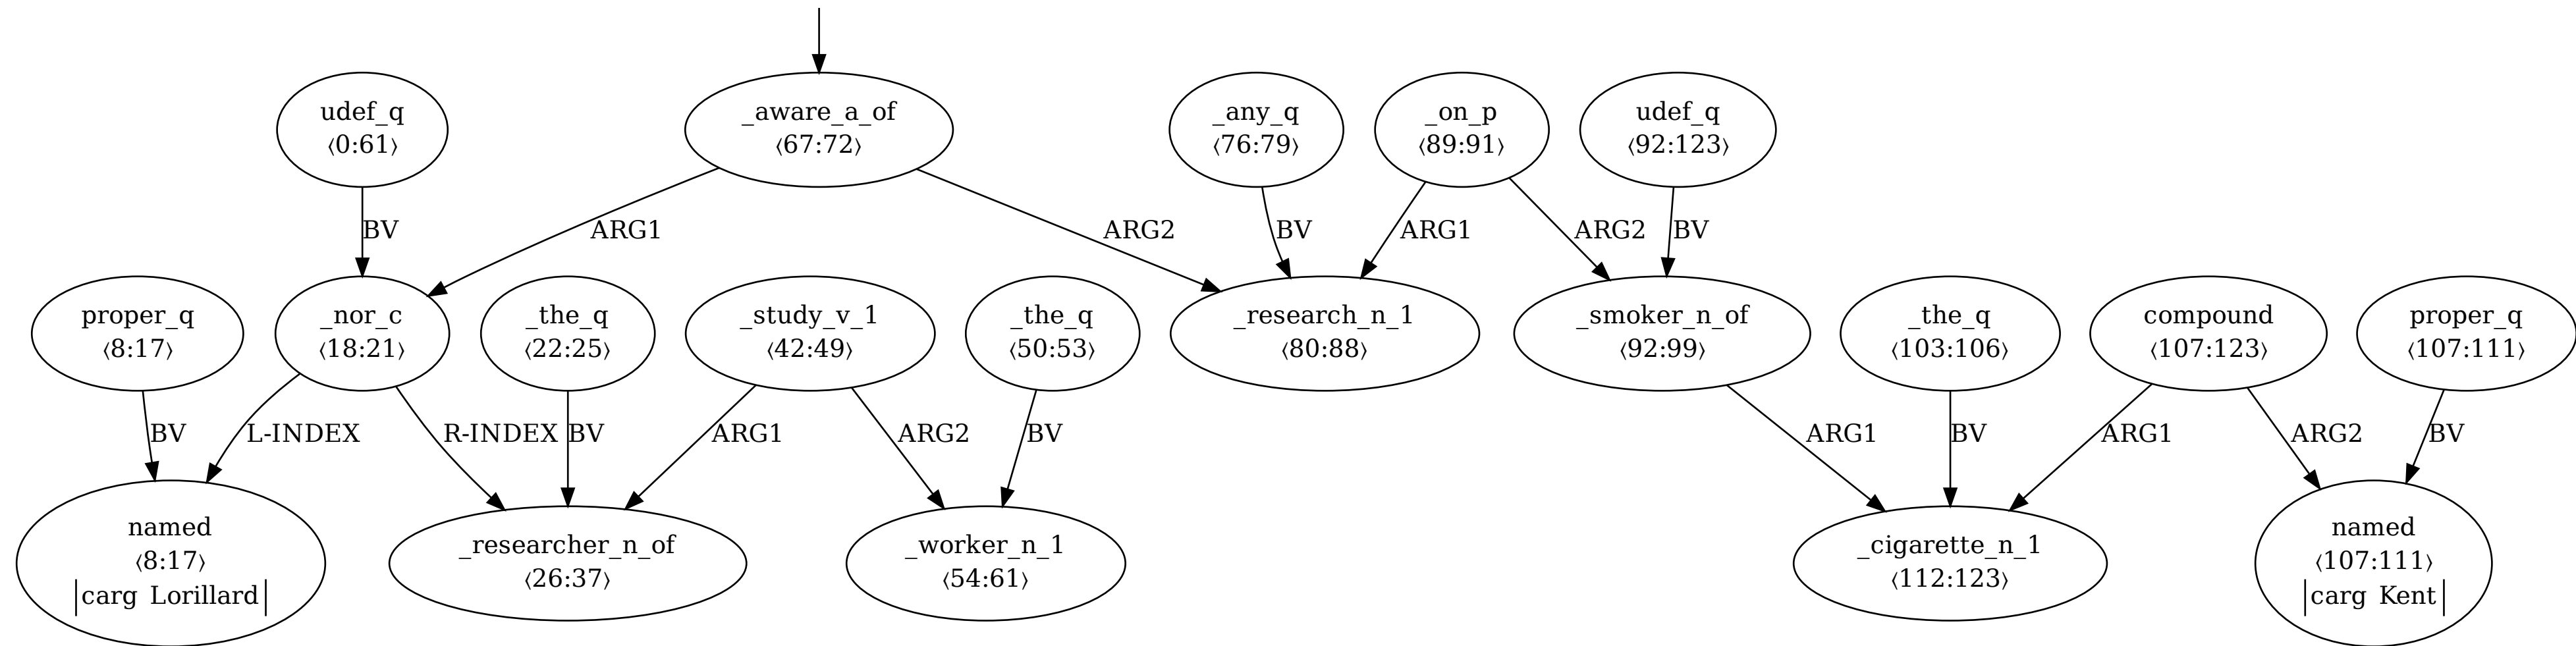 udef_q
⟨0:61⟩
_aware_a_of
⟨67:72⟩
_any_q
⟨76:79⟩
_on_p
⟨89:91⟩
udef_q
⟨92:123⟩
BV
ARG1
ARG2
BV
ARG1
ARG2
BV
proper_q
⟨8:17⟩
_nor_c
⟨18:21⟩
_the_q
⟨22:25⟩
_study_v_1
⟨42:49⟩
_the_q
⟨50:53⟩
_research_n_1
⟨80:88⟩
_smoker_n_of
⟨92:99⟩
_the_q
⟨103:106⟩
compound
⟨107:123⟩
proper_q
⟨107:111⟩
BV
L-INDEX
R-INDEX
BV
ARG1
ARG2
BV
ARG1
BV
ARG1
ARG2
BV
named
⟨8:17⟩
carg Lorillard
_researcher_n_of
⟨26:37⟩
_worker_n_1
⟨54:61⟩
_cigarette_n_1
⟨112:123⟩
named
⟨107:111⟩
carg Kent